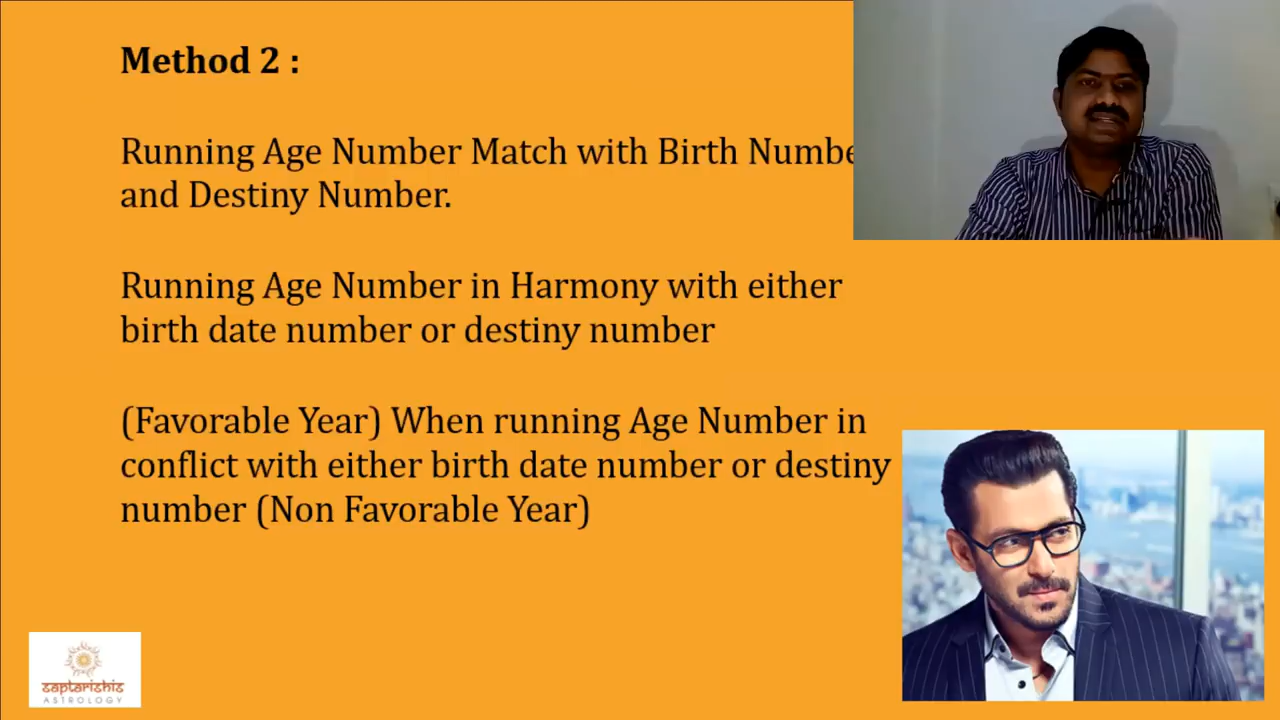 Method 2 :
Running Age Number Match with Birth Numbe
and Destiny Number.
Running Age Number in Harmony with either
birth date number or destiny number
(Favorable Year) When running Age Number in
conflict with either birth date number or destiny
number (Non Favorable Year)
saptarishis
ASTROLOGY